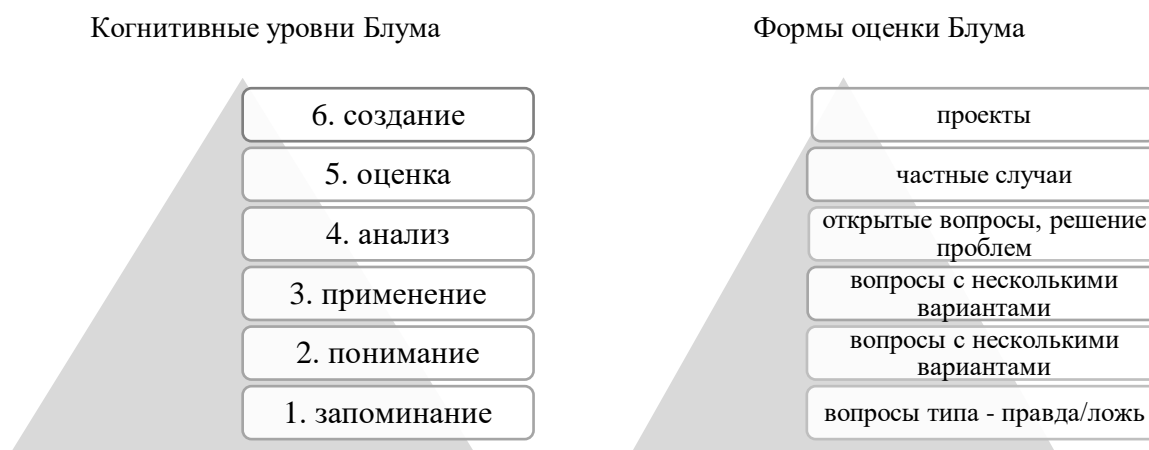 Когнитивные уровни Блума
6. создание
5. оценка
4. анализ
3. применение
2. понимание
1. запоминание
Формы оценки Блума
проекты
частные случаи
открытые вопросы, решение
проблем
вопросы с несколькими
вариантами
вопросы с несколькими
вариантами
вопросы типа - правда/ложь